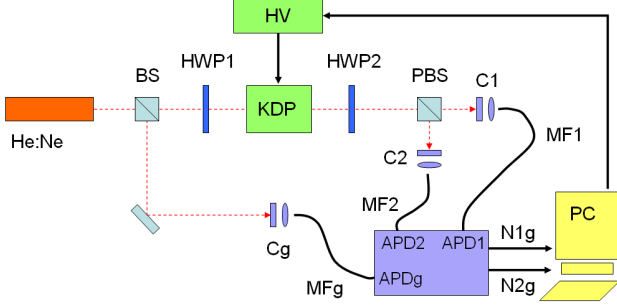 HV
HWP1
HWP2
PBS
C1
BS
KDP
He:Ne
MF1
C2
MF2
PC
N1g
APD2
APD1
Cg
APDg
N2g
MFg